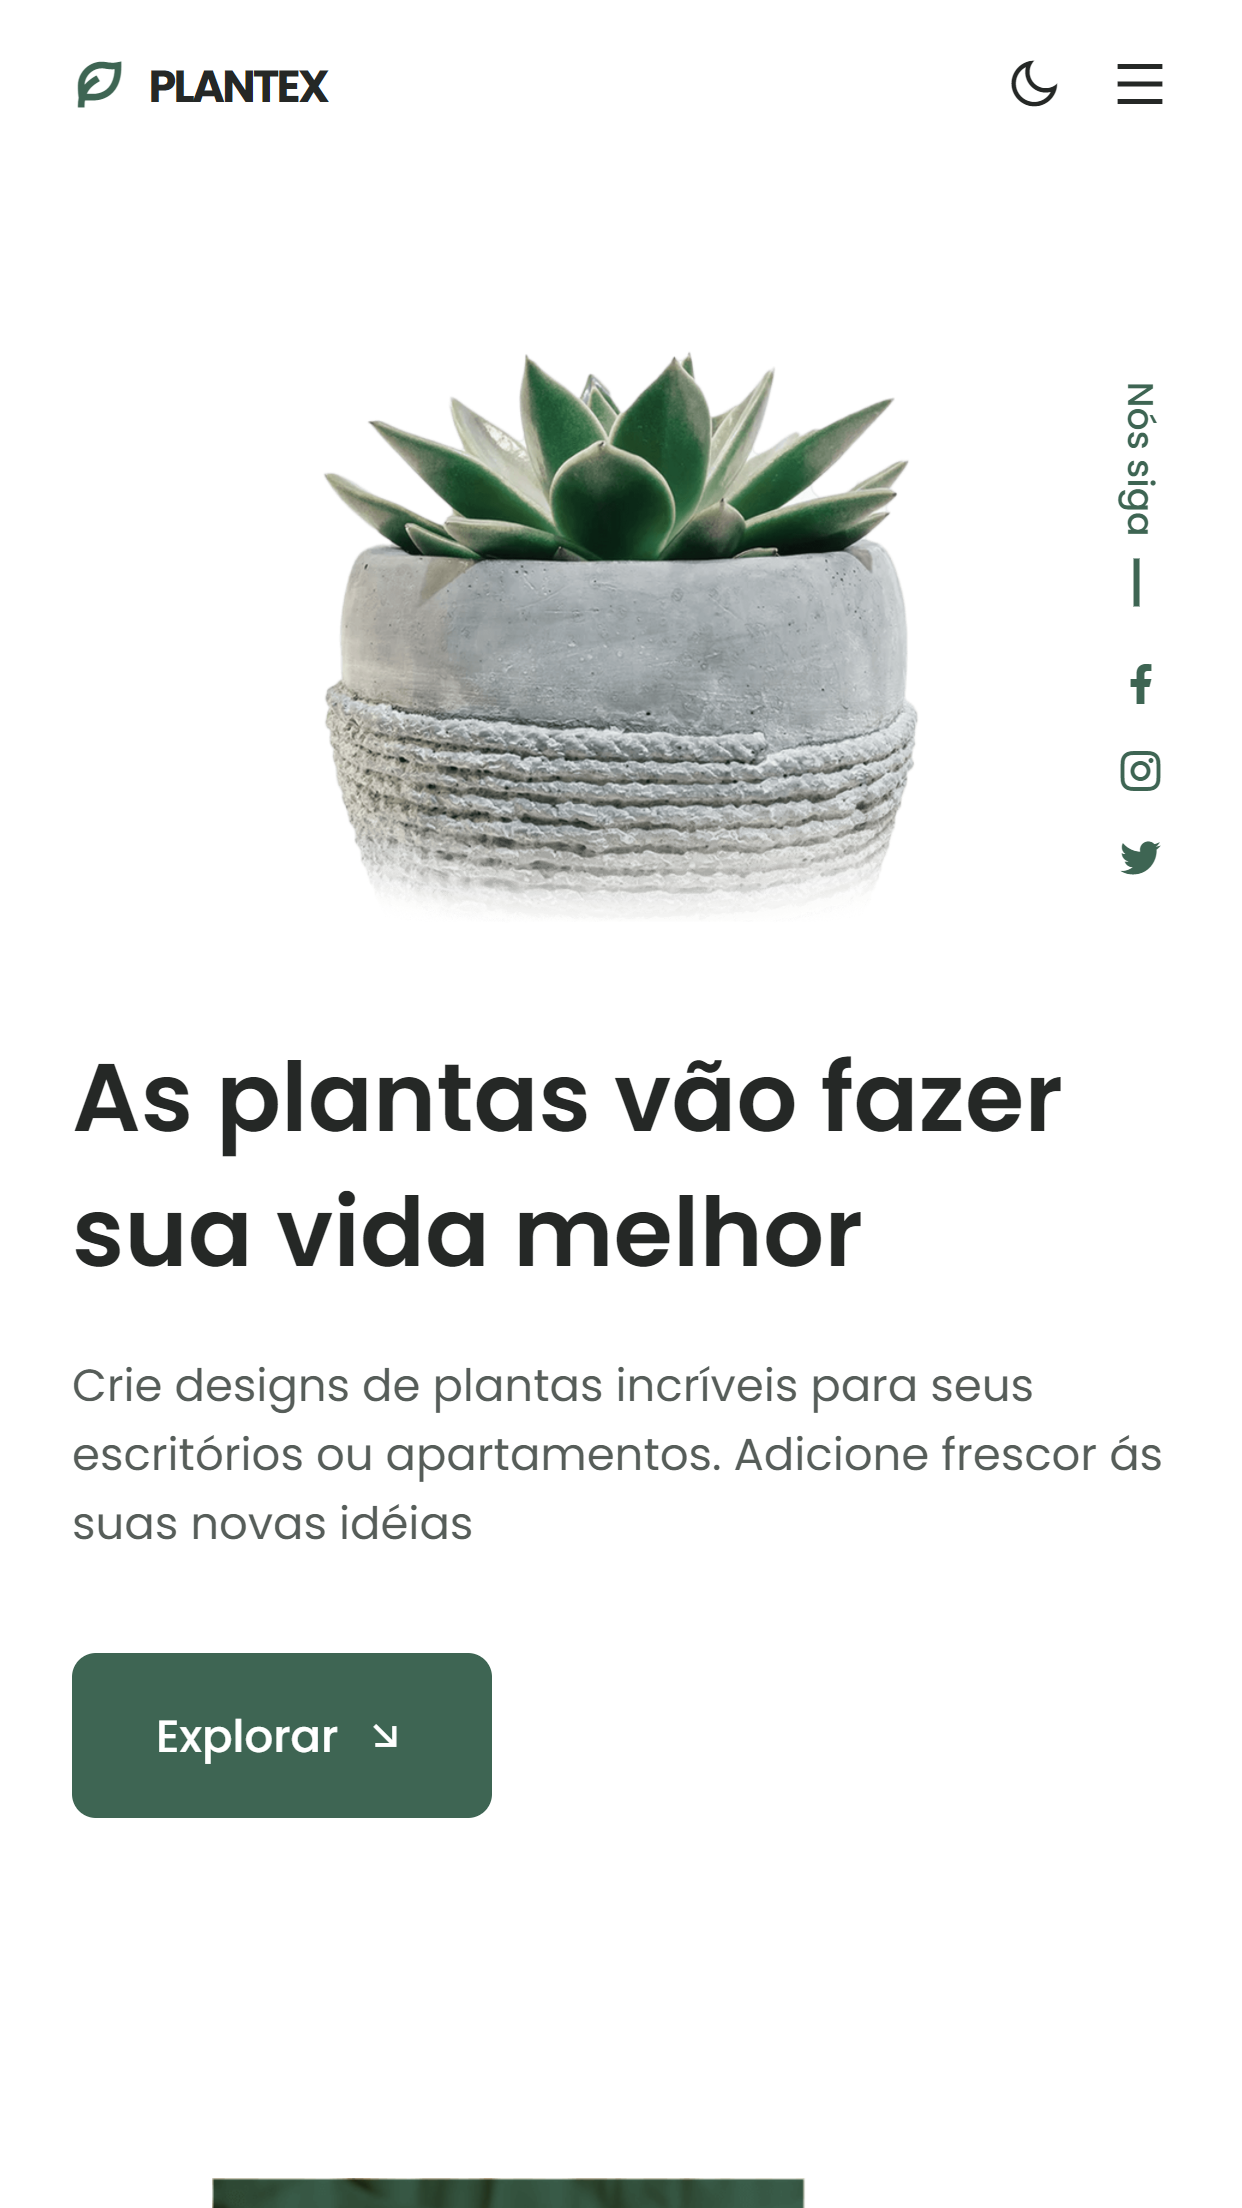 PLANTEX
Nós siga
As plantas vão fazer
sua vida melhor
Crie designs de plantas incríveis para seus
escritórios ou apartamentos. Adicione frescor ás
suas novas idéias
Explorar